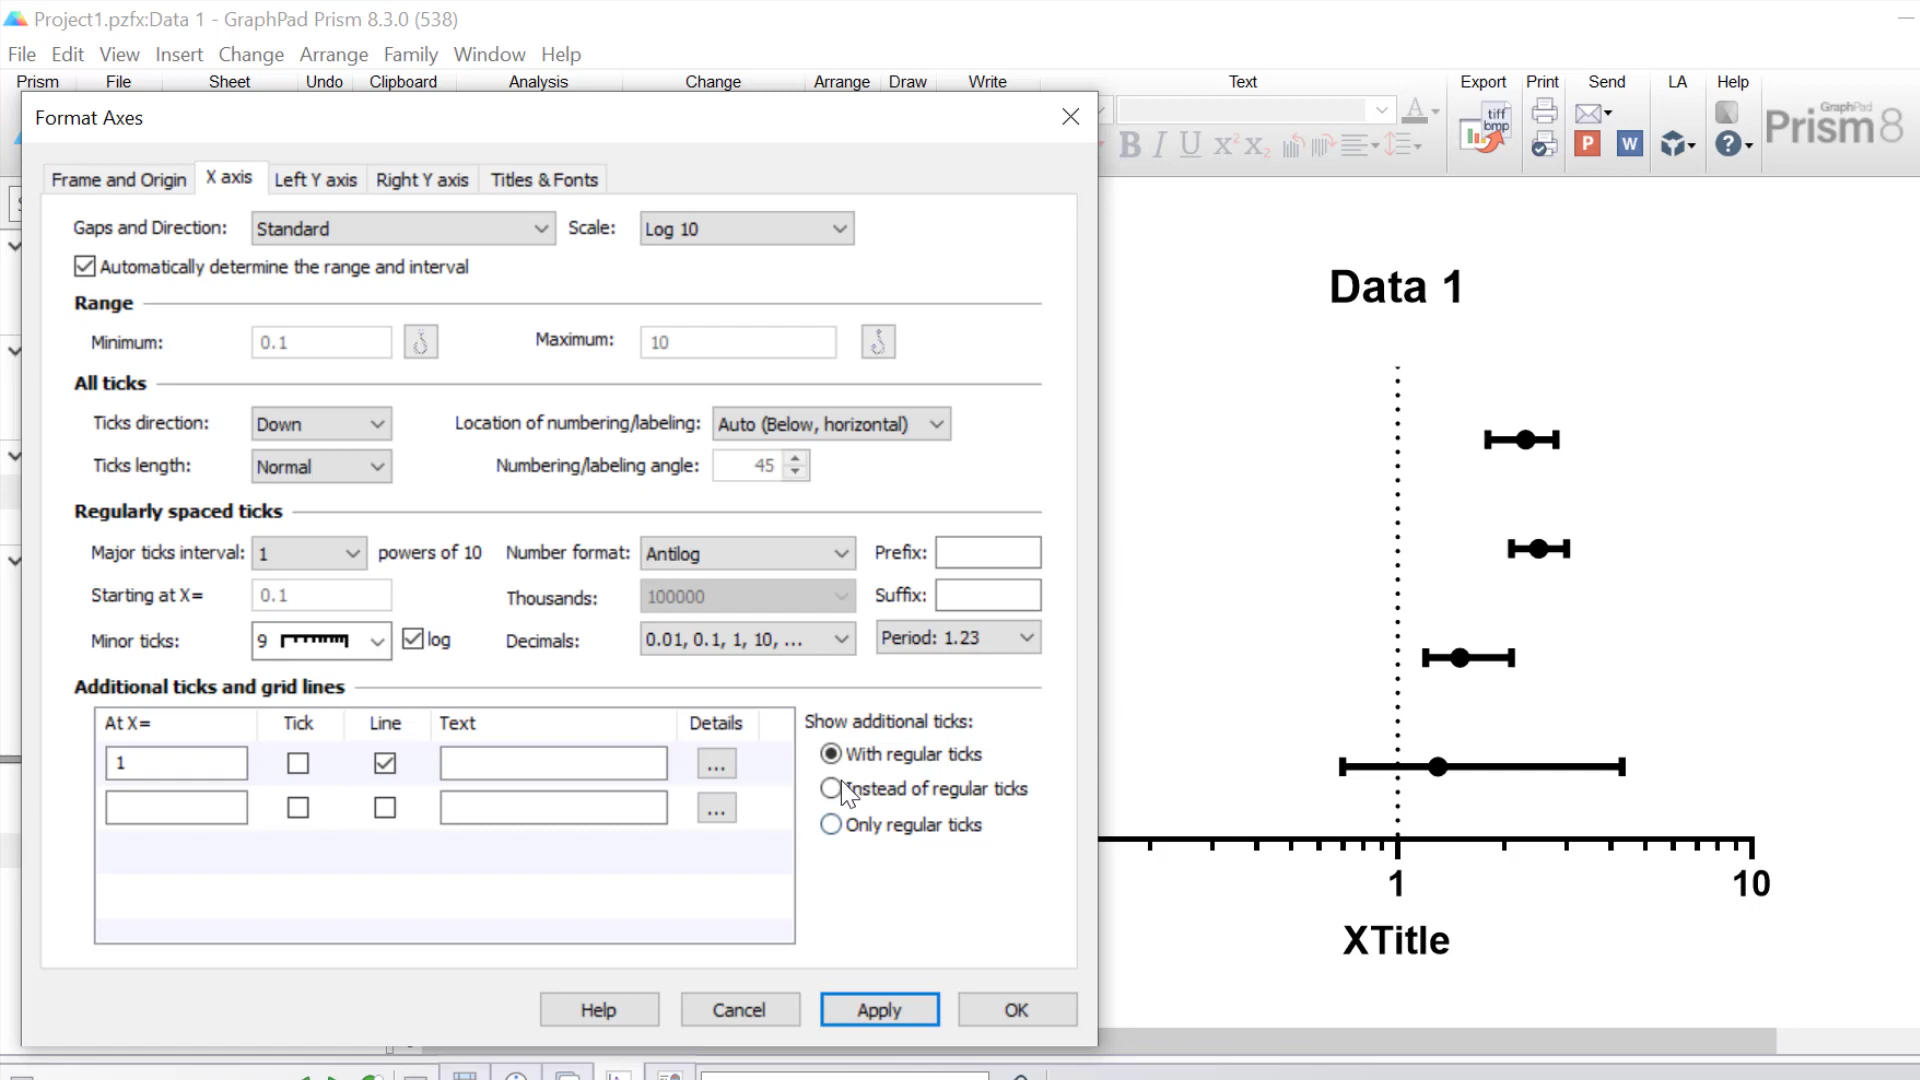 Project1.pzfx:Data 1 - GraphPad Prism 8.3.0 (538)
File Edit View Insert Change Arrange Family Window Help
Prism File Sheet Undo Clipboard Analysis Change Arrange Draw Write Text Export Print Send LA Help
Format Axes
tiff
bmp
GraphPad
Prism 8
A
B I U X² X₂
P W ?
Frame and Origin X axis Left Y axis Right Y axis Titles & Fonts
Gaps and Direction: Standard Scale: Log 10
Automatically determine the range and interval
Range
Minimum: 0.1 Maximum: 10
All ticks
Ticks direction: Down Location of numbering/labeling: Auto (Below, horizontal)
Ticks length: Normal Numbering/labeling angle: 45
Regularly spaced ticks
Major ticks interval: 1 powers of 10 Number format: Antilog Prefix:
Starting at X= 0.1 Thousands: 100000 Suffix:
Minor ticks: 9 log Decimals: 0.01, 0.1, 1, 10, ... Period: 1.23
Additional ticks and grid lines
At X= Tick Line Text Details Show additional ticks:
1 ... With regular ticks
... Instead of regular ticks
Only regular ticks
Help Cancel Apply OK
Data 1
1 10
XTitle